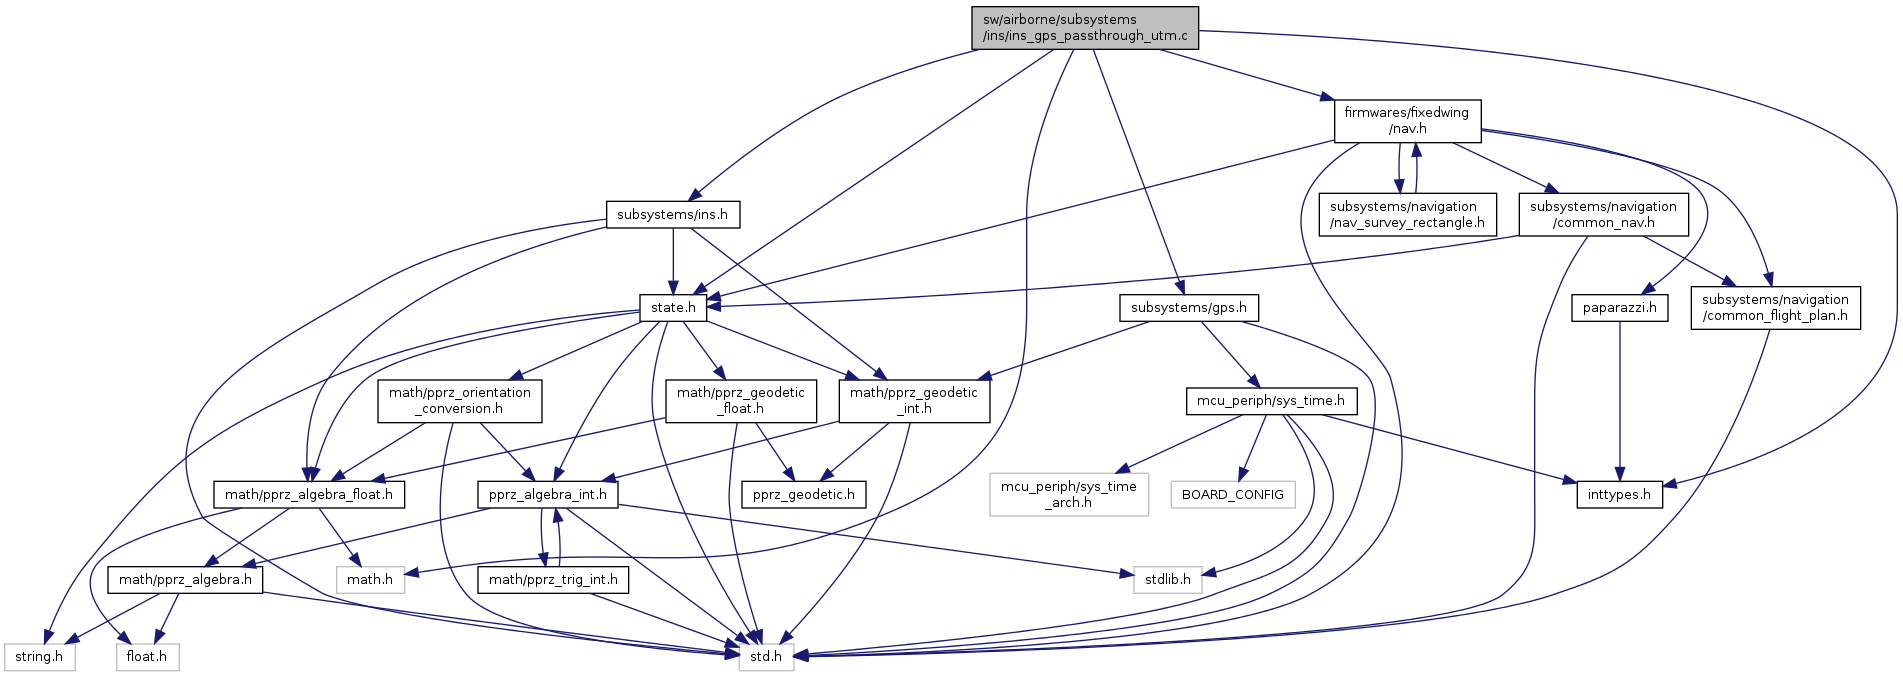 sw/airborne/subsystems
/ins/ins_gps_passthrough_utm.c
firmwares/fixedwing
/nav.h
subsystems/ins.h
subsystems/navigation
/nav_survey_rectangle.h
subsystems/navigation
/common_nav.h
state.h
subsystems/gps.h
paparazzi.h
subsystems/navigation
/common_flight_plan.h
math/pprz_orientation
_conversion.h
math/pprz_geodetic
_float.h
math/pprz_geodetic
_int.h
mcu_periph/sys_time.h
math/pprz_algebra_float.h
pprz_algebra_int.h
pprz_geodetic.h
mcu_periph/sys_time
_arch.h
BOARD_CONFIG
inttypes.h
math/pprz_algebra.h
math.h
math/pprz_trig_int.h
stdlib.h
string.h
float.h
std.h